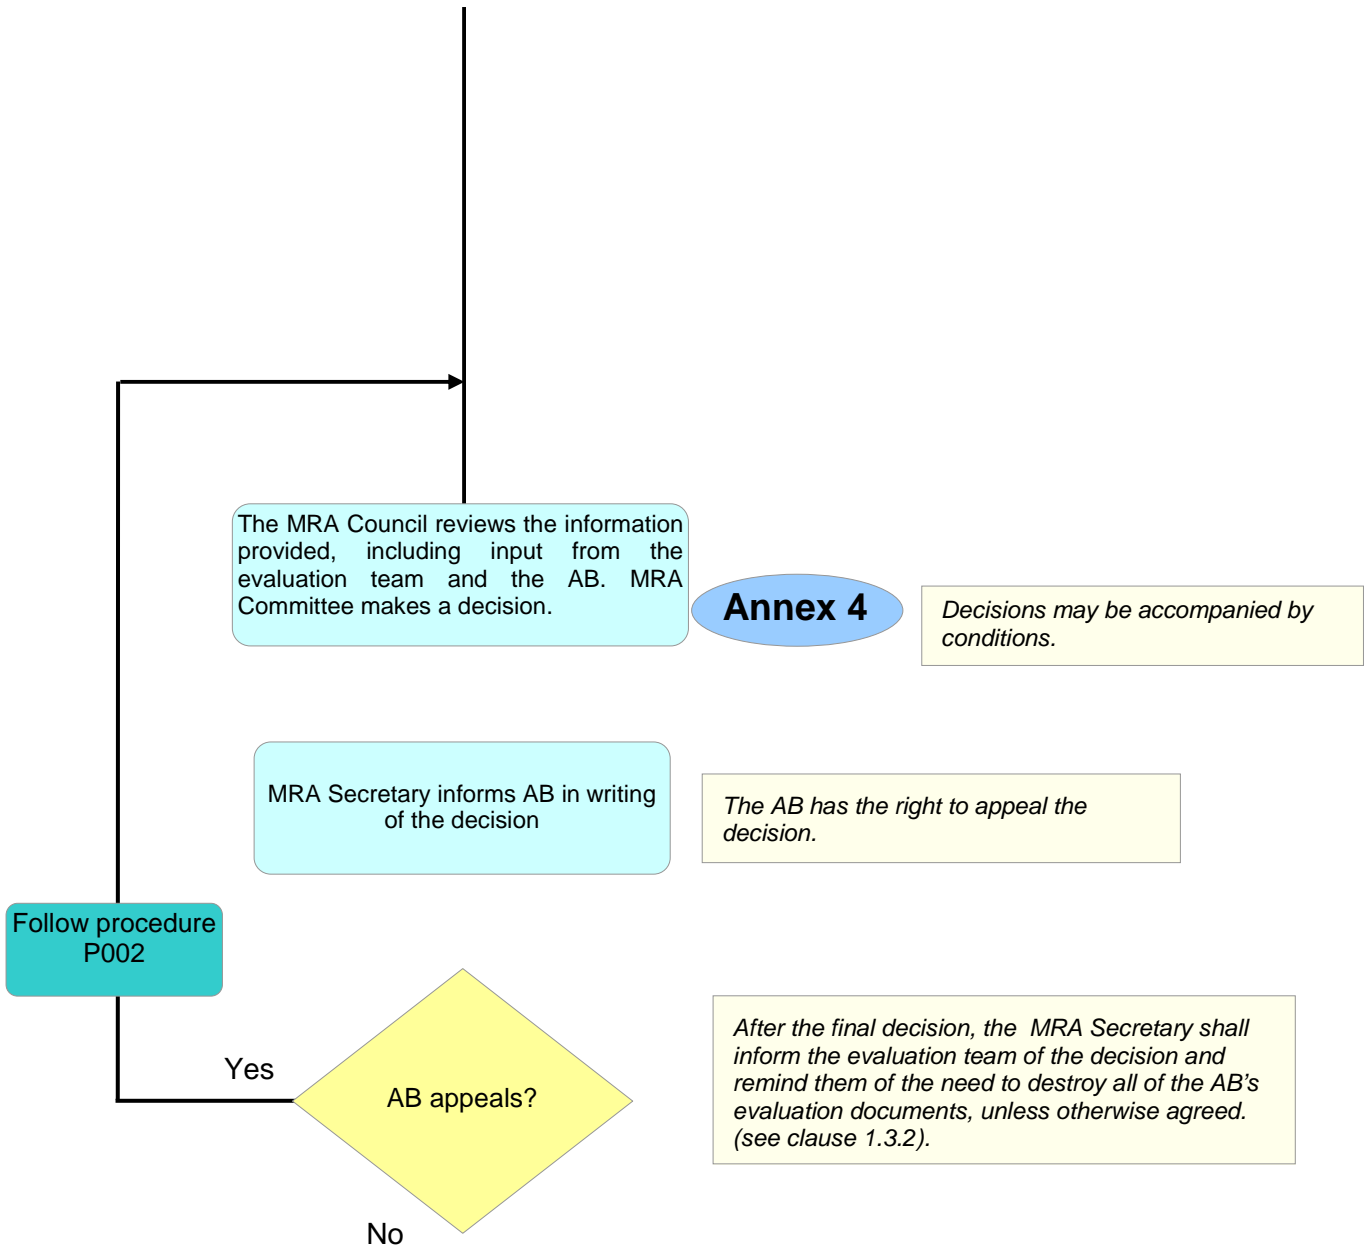 The MRA Council reviews the information
provided, including input from the
evaluation team and the AB. MRA
Committee makes a decision.
Annex 4
Decisions may be accompanied by
conditions.
MRA Secretary informs AB in writing
of the decision
The AB has the right to appeal the
decision.
Follow procedure
P002
Yes
AB appeals?
After the final decision, the  MRA Secretary shall
inform the evaluation team of the decision and
remind them of the need to destroy all of the AB’s
evaluation documents, unless otherwise agreed.
(see clause 1.3.2).
No